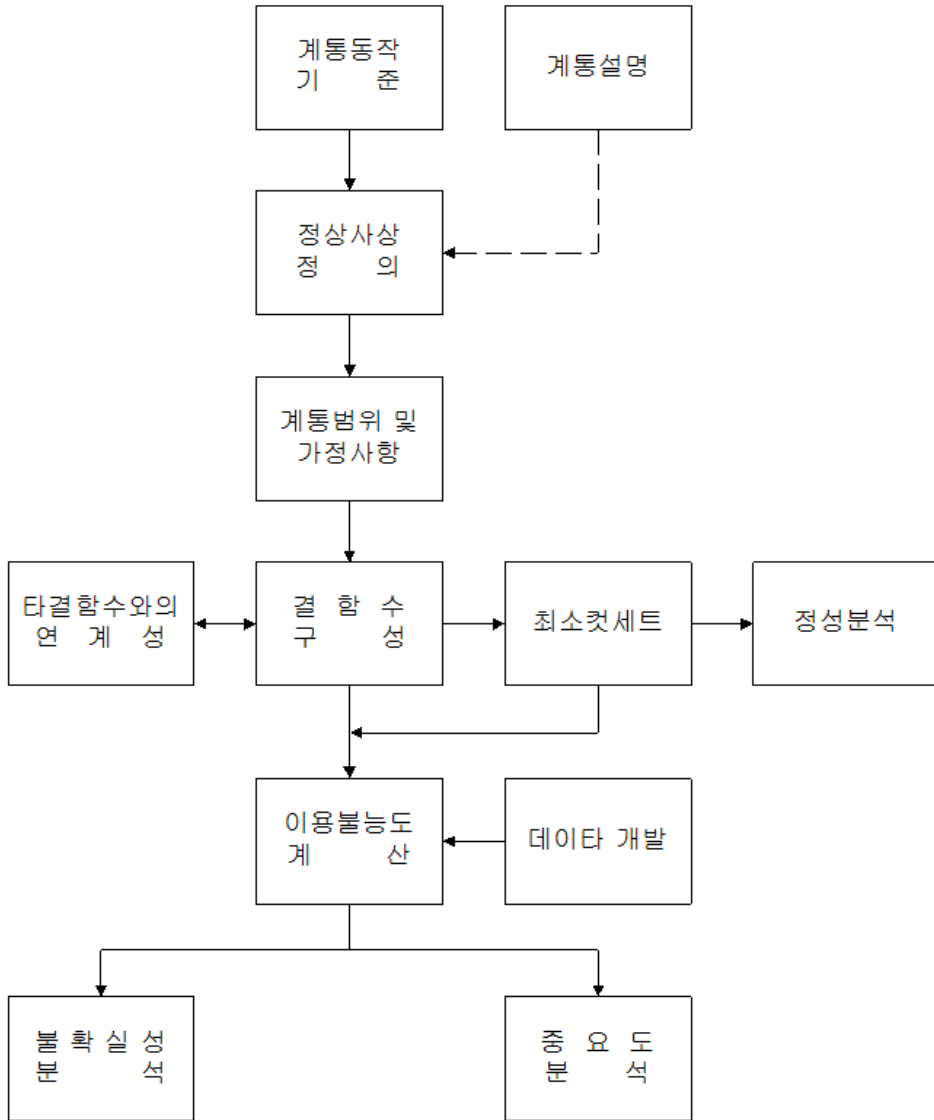 계통동작
기 준
계통설명
정상사상
정 의
계통범위 및
가정사항
타결함수와의
연 계 성
결 함 수
구 성
최소컷세트
정성분석
이용불능도
계 산
데이타 개발
불 확 실 성
분 석
중 요 도
분 석